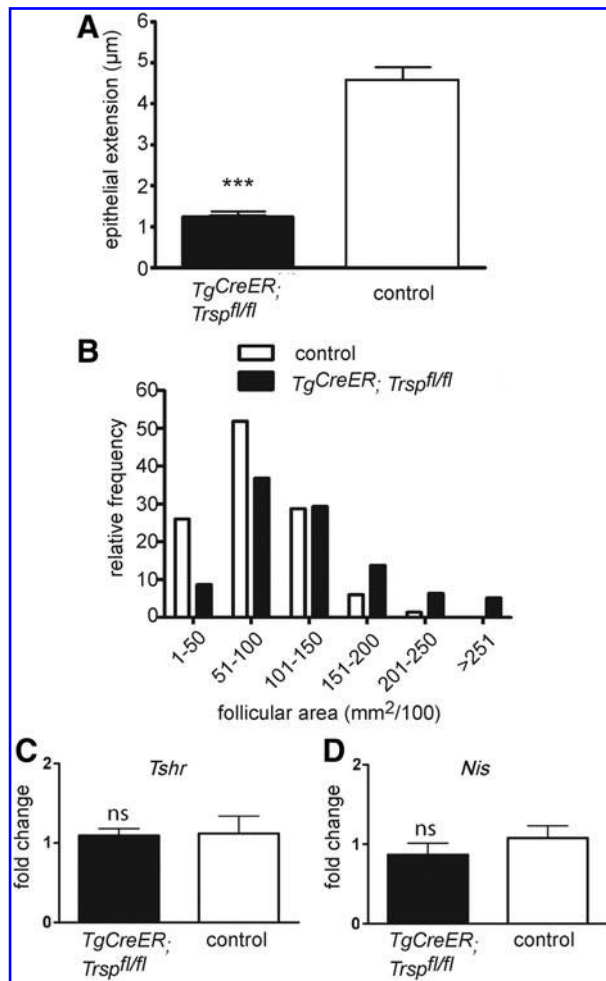 A
epithelial extension (µm)
6
5
4
3
2
1
0
***
TgCreER;
Trspfl/fl
control
B
control
TgCreER; Trspfl/fl
relative frequency
60
50
40
30
20
10
0
1-50
51-100
101-150
151-200
201-250
>251
follicular area (mm2/100)
C
Tshr
fold change
2
1
0
ns
TgCreER;
Trspfl/fl
control
D
Nis
fold change
2
1
0
ns
TgCreER;
Trspfl/fl
control